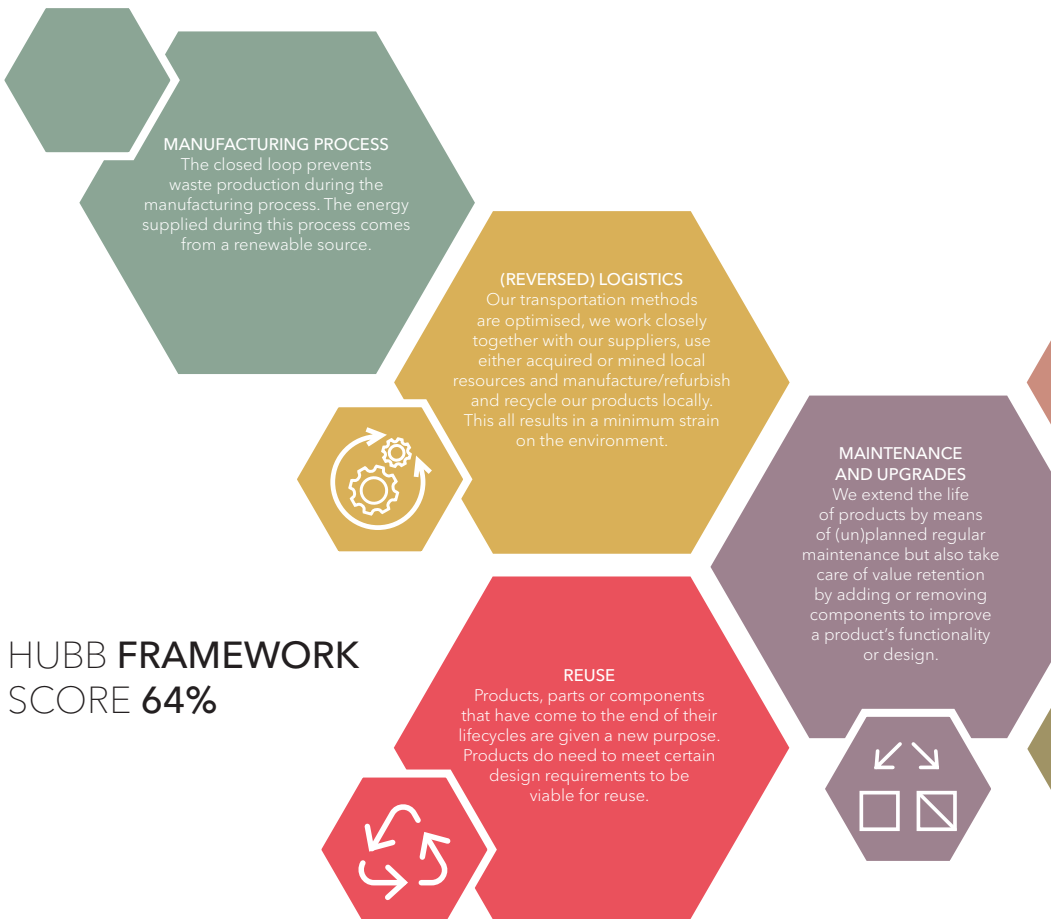 MANUFACTURING PROCESS
The closed loop prevents
waste production during the
manufacturing process. The energy
supplied during this process comes
from a renewable source.
(REVERSED) LOGISTICS
Our transportation methods
are optimised, we work closely
together with our suppliers, use
either acquired or mined local
resources and manufacture/refurbish
and recycle our products locally.
This all results in a minimum strain
on the environment.
MAINTENANCE
AND UPGRADES
We extend the life
of products by means
of (un)planned regular
maintenance but also take
care of value retention
by adding or removing
components to improve
a product’s functionality
or design.
HUBB FRAMEWORK
SCORE 64%
REUSE
Products, parts or components
that have come to the end of their
lifecycles are given a new purpose.
Products do need to meet certain
design requirements to be
viable for reuse.